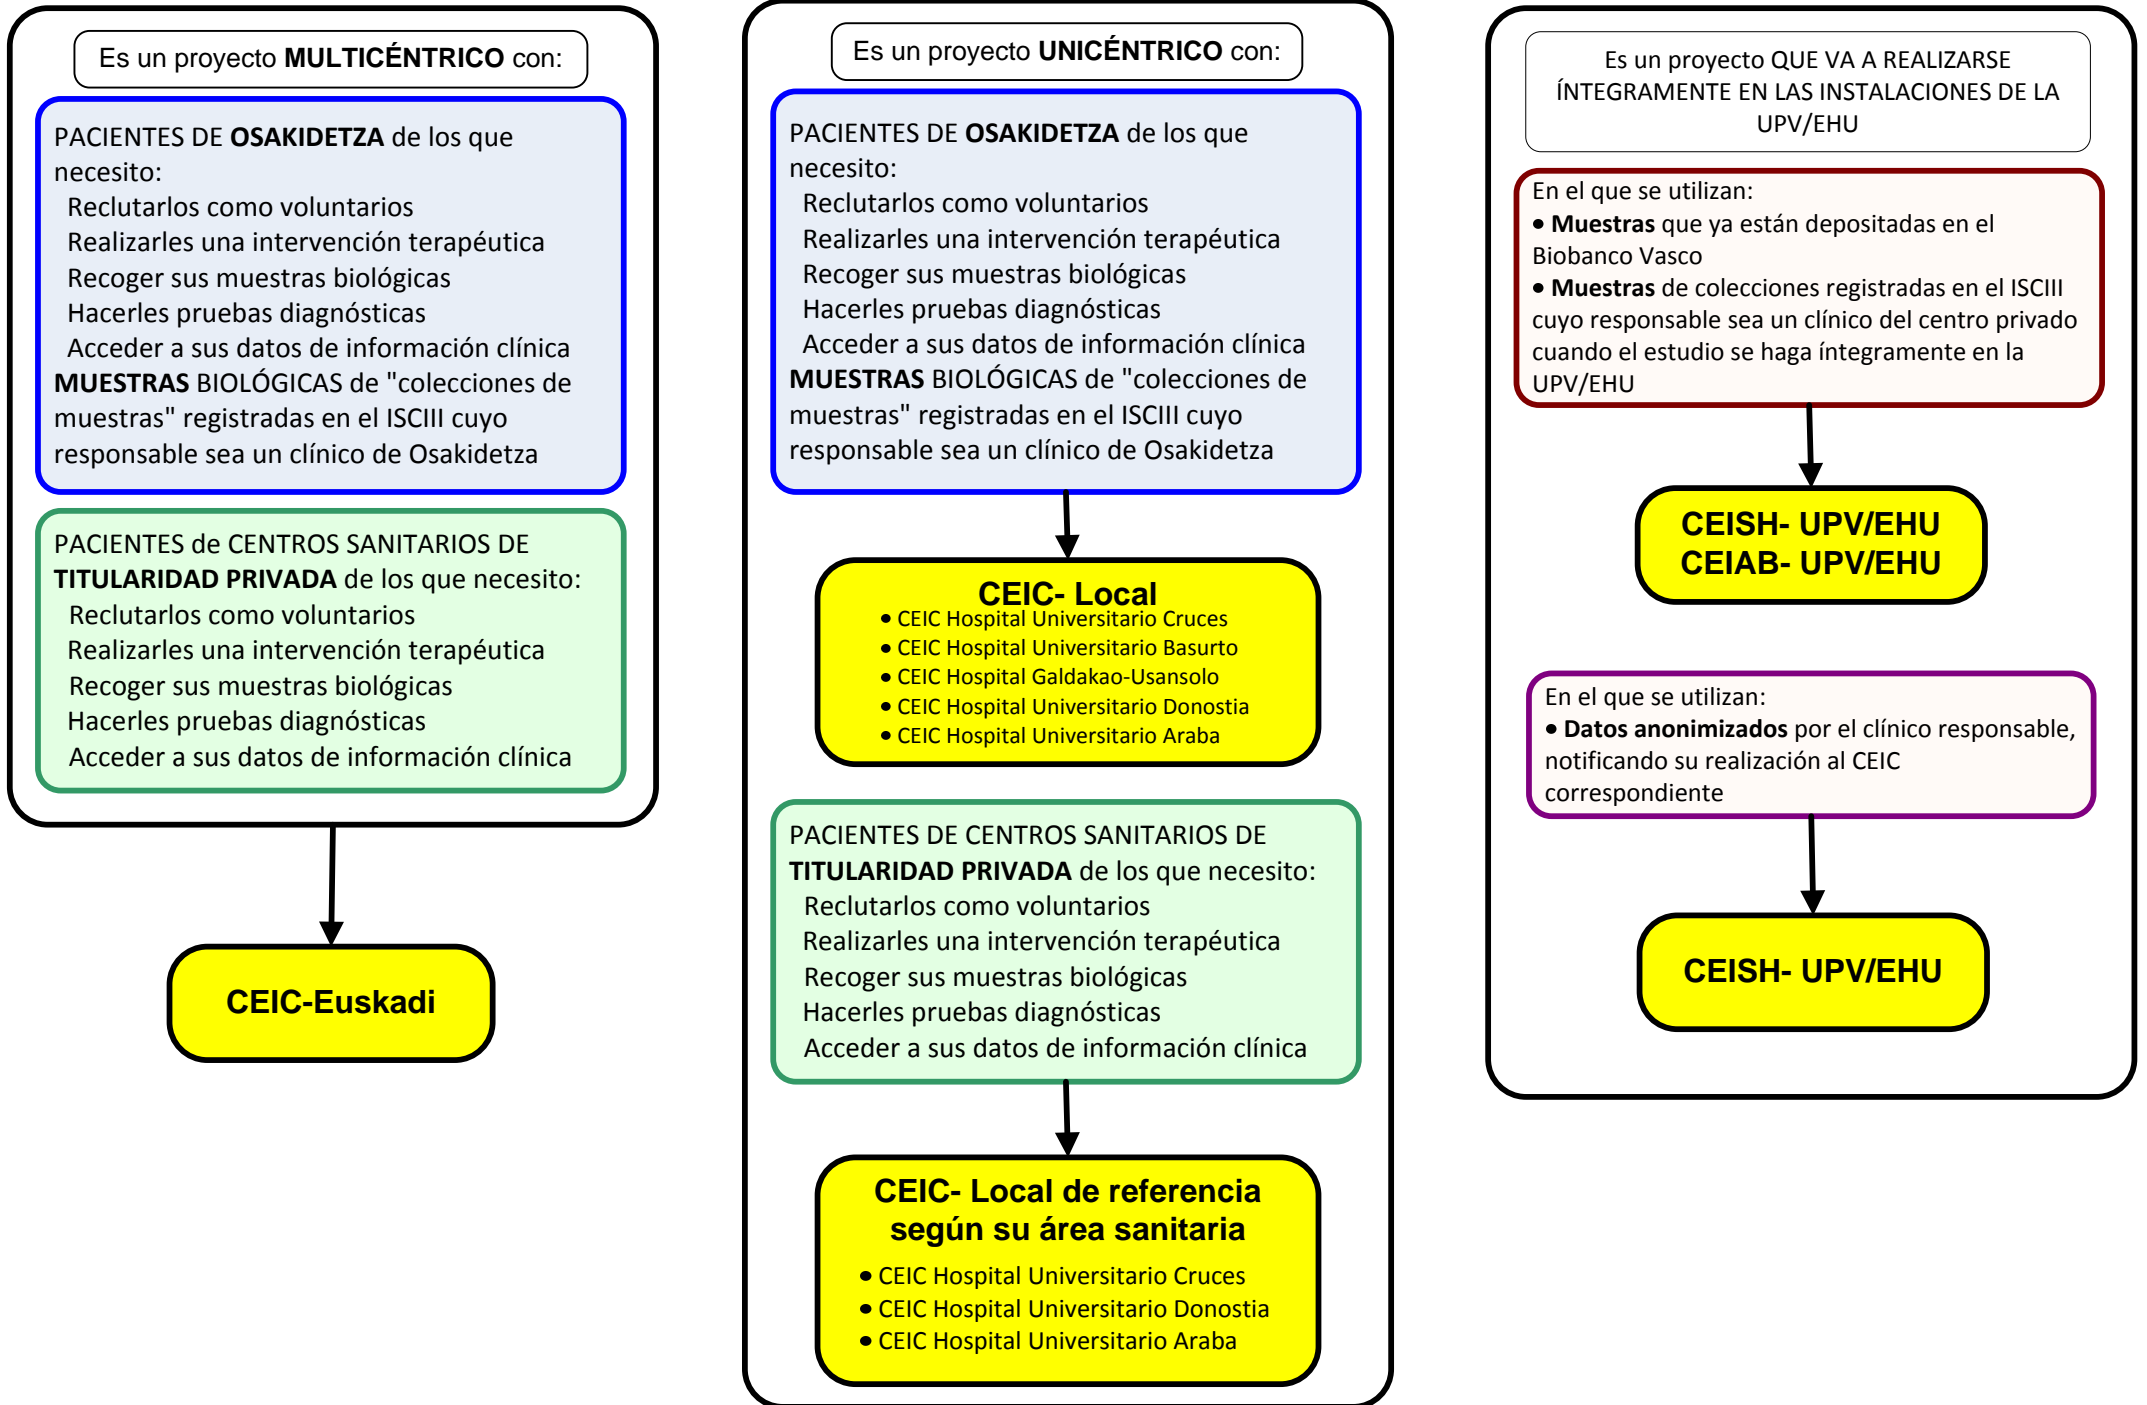 Es un proyecto MULTICÉNTRICO con:
PACIENTES DE OSAKIDETZA de los que
necesito:
Reclutarlos como voluntarios
Realizarles una intervención terapéutica
Recoger sus muestras biológicas
Hacerles pruebas diagnósticas
Acceder a sus datos de información clínica
MUESTRAS BIOLÓGICAS de "colecciones de
muestras" registradas en el ISCIII cuyo
responsable sea un clínico de Osakidetza
PACIENTES de CENTROS SANITARIOS DE
TITULARIDAD PRIVADA de los que necesito:
Reclutarlos como voluntarios
Realizarles una intervención terapéutica
Recoger sus muestras biológicas
Hacerles pruebas diagnósticas
Acceder a sus datos de información clínica
CEIC-Euskadi
Es un proyecto UNICÉNTRICO con:
PACIENTES DE OSAKIDETZA de los que
necesito:
Reclutarlos como voluntarios
Realizarles una intervención terapéutica
Recoger sus muestras biológicas
Hacerles pruebas diagnósticas
Acceder a sus datos de información clínica
MUESTRAS BIOLÓGICAS de "colecciones de
muestras" registradas en el ISCIII cuyo
responsable sea un clínico de Osakidetza
CEIC- Local
• CEIC Hospital Universitario Cruces
• CEIC Hospital Universitario Basurto
• CEIC Hospital Galdakao-Usansolo
• CEIC Hospital Universitario Donostia
• CEIC Hospital Universitario Araba
PACIENTES DE CENTROS SANITARIOS DE
TITULARIDAD PRIVADA de los que necesito:
Reclutarlos como voluntarios
Realizarles una intervención terapéutica
Recoger sus muestras biológicas
Hacerles pruebas diagnósticas
Acceder a sus datos de información clínica
CEIC- Local de referencia
según su área sanitaria
• CEIC Hospital Universitario Cruces
• CEIC Hospital Universitario Donostia
• CEIC Hospital Universitario Araba
Es un proyecto QUE VA A REALIZARSE
ÍNTEGRAMENTE EN LAS INSTALACIONES DE LA
UPV/EHU
En el que se utilizan:
• Muestras que ya están depositadas en el
Biobanco Vasco
• Muestras de colecciones registradas en el ISCIII
cuyo responsable sea un clínico del centro privado
cuando el estudio se haga íntegramente en la
UPV/EHU
CEISH- UPV/EHU
CEIAB- UPV/EHU
En el que se utilizan:
• Datos anonimizados por el clínico responsable,
notificando su realización al CEIC
correspondiente
CEISH- UPV/EHU